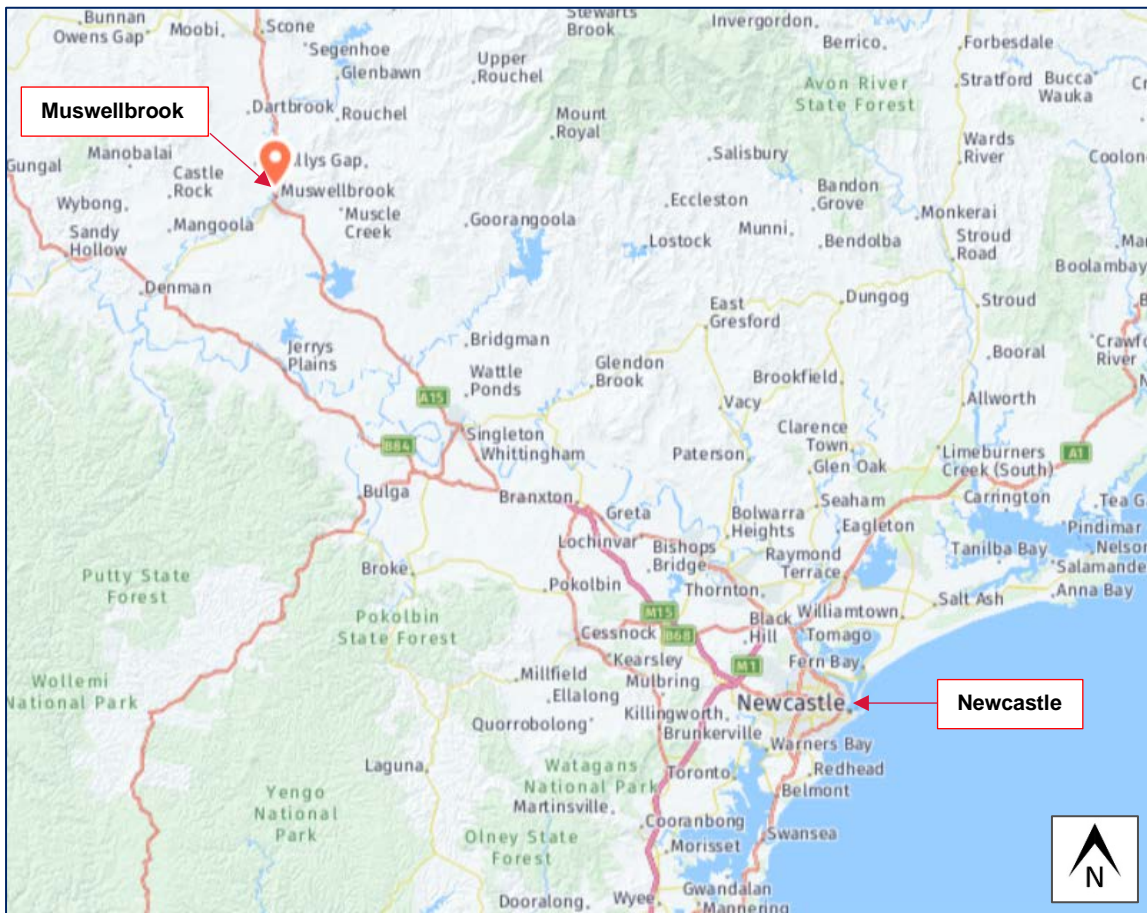 Bunnan
Owens Gap
Moobi
Scone
Segenhoe
Glenbawn
Upper
Rouchel
Stewarts
Brook
Invergordon
Berrico
Forbesdale
Avon River
State Forest
Stratford
Bucca
Wauka
Muswellbrook
Dartbrook
Rouchel
Mount
Royal
Wards
River
Gungal
Manobalai
Castle
Rock
llys Gap
Salisbury
Muswellbrook
Wybong
Mangoola
Muscle
Creek
Goorangoola
Eccleston
Bandon
Grove
Monkerai
Sandy
Hollow
Lostock
Munni
Bendolba
Stroud
Road
Boolambay
Denman
East
Gresford
Dungog
Stroud
Jerrys
Plains
Bridgman
Booral
Wattle
Ponds
Glendon
Brook
Brookfield
A15
Vacy
Allworth
Singleton
Whittingham
B84
Paterson
Clarence
Town
Glen Oak
Limeburners
Creek (South)
A1
Bulga
Branxton
Greta
Bolwarra
Heights
Seaham
Eagleton
Carrington
Pindimar
Lochinvar
Bishops
Bridge
Raymond
Terrace
Tanilba Bay
Nelson
Salamander
Anna Bay
Putty State
Forest
Broke
Pokolbin
Thornton
Williamtown
Salt Ash
Pokolbin
State Forest
M15
B68
Cessnock
Black
Hill
Tomago
M1
Fern Bay
Kearsley
Mulbring
Wollemi
National Park
Millfield
Ellalong
Killingworth
Newcastle
Newcastle
Quorrobolong
Brunkerville
Warners Bay
Laguna
Watagans
National Park
Toronto
Redhead
Belmont
Yengo
National
Park
Martinsville
Cooranbong
Swansea
Olney State
Forest
Morisset
Dooralong
Wyee
Gwandalan
Mannering
N